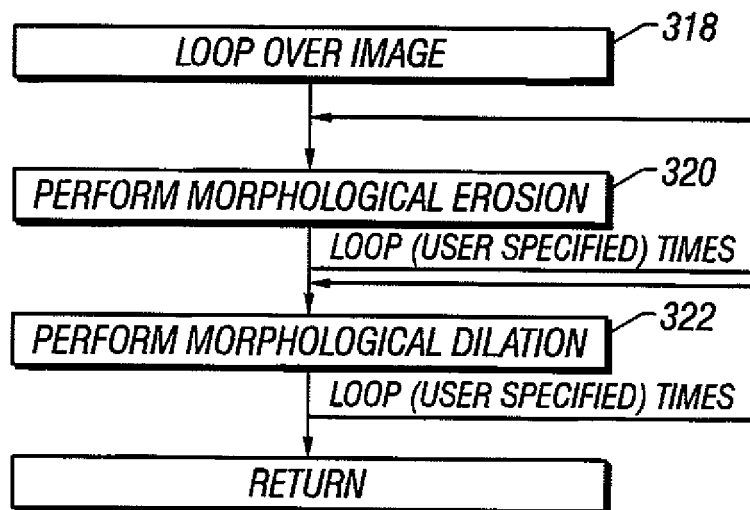 318
LOOP OVER IMAGE
320
PERFORM MORPHOLOGICAL EROSION
LOOP (USER SPECIFIED) TIMES
322
PERFORM MORPHOLOGICAL DILATION
LOOP (USER SPECIFIED) TIMES
RETURN